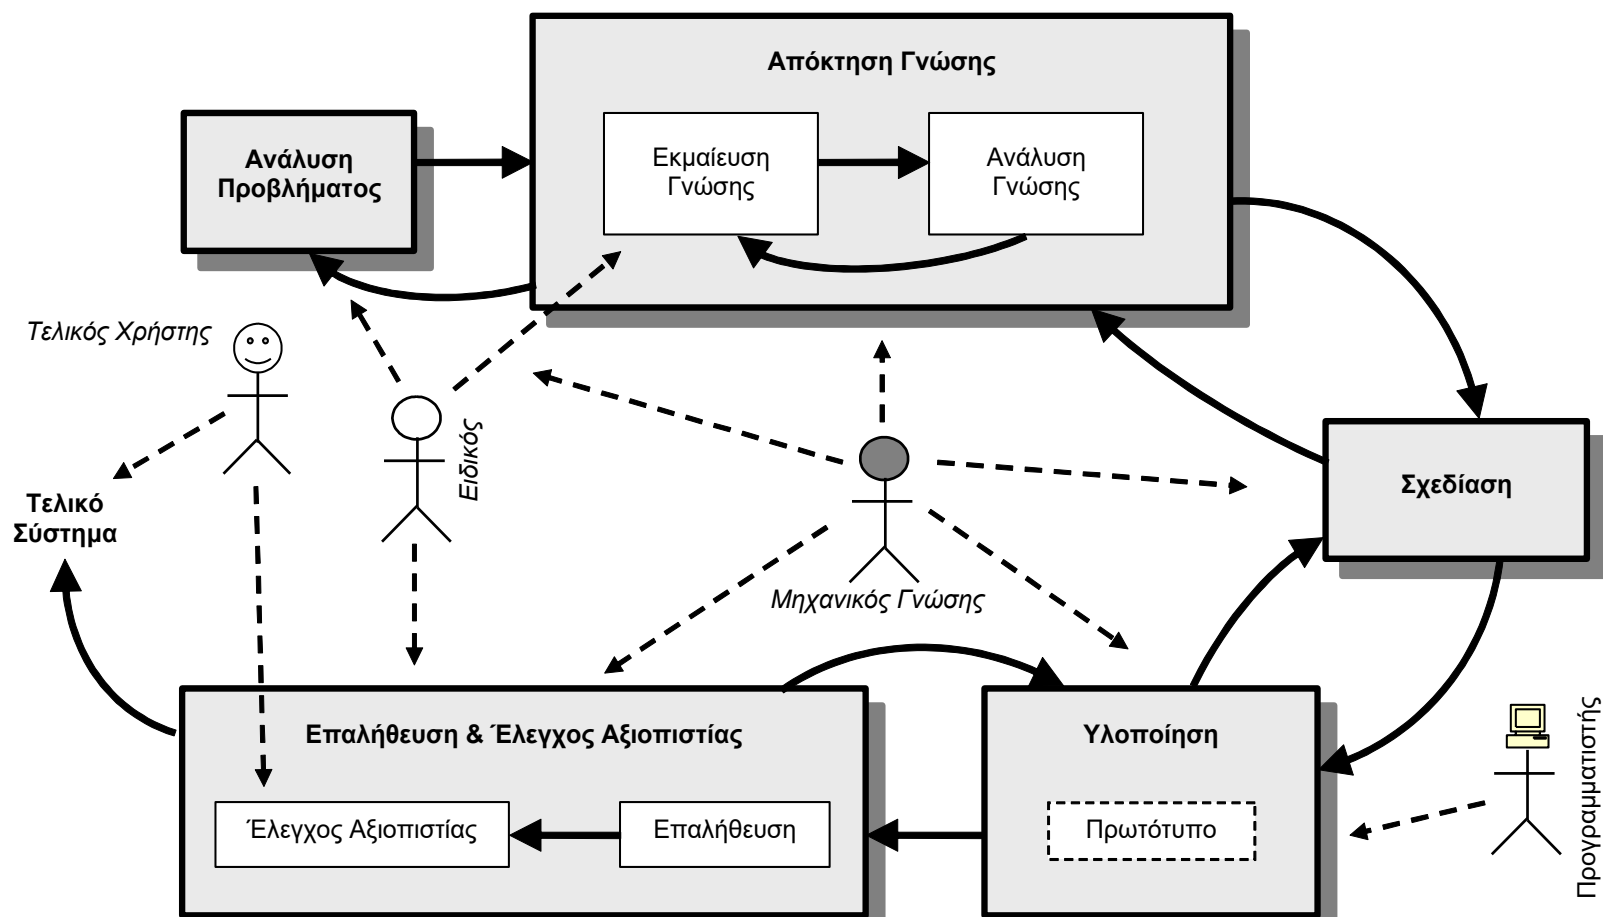 Απόκτηση Γνώσης
Ανάλυση
Προβλήματος
Εκμαίευση
Γνώσης
Ανάλυση
Γνώσης
Τελικός Χρήστης
Ειδικός
Σχεδίαση
Τελικό
Σύστημα
Μηχανικός Γνώσης
Επαλήθευση & Έλεγχος Αξιοπιστίας
Υλοποίηση
Έλεγχος Αξιοπιστίας
Επαλήθευση
Πρωτότυπο
Προγραμματιστής